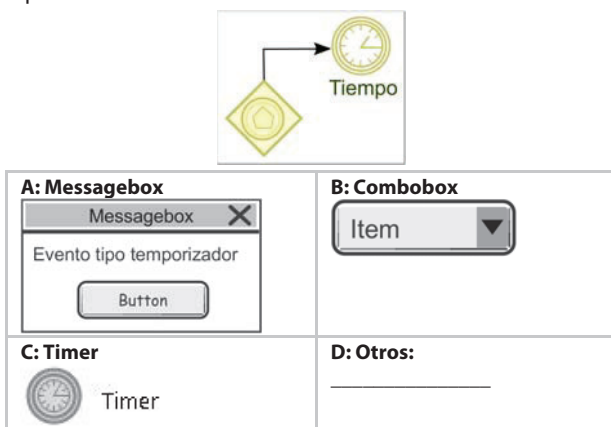 Tiempo
A: Messagebox
Messagebox
Evento tipo temporizador
Button
B: Combobox
Item
C: Timer
Timer
D: Otros: